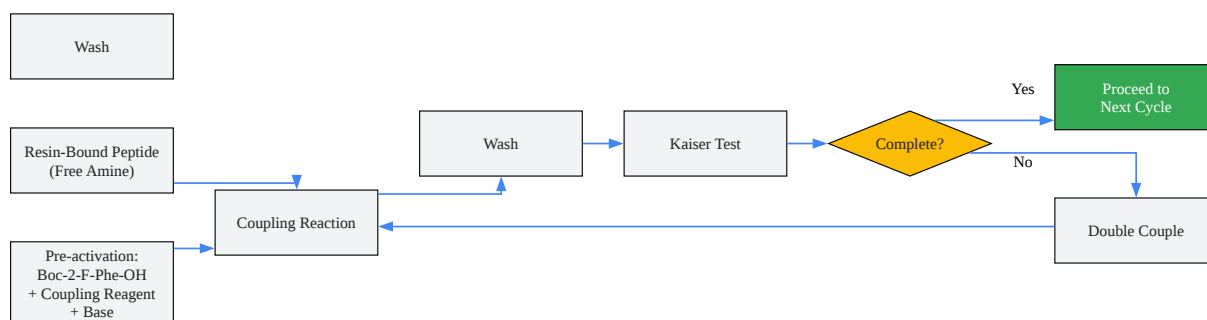 Wash
Resin-Bound Peptide
(Free Amine)
Pre-activation:
Boc-2-F-Phe-OH
+ Coupling Reagent
+ Base
Coupling Reaction
Wash
Kaiser Test
Complete?
Yes
No
Proceed to
Next Cycle
Double Couple